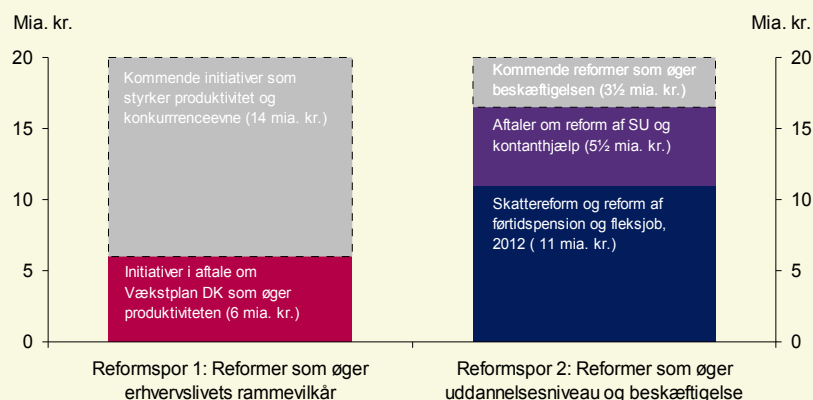 Mia. kr.
Mia. kr.
20
15
10
5
0
Kommende initiativer som
styrker produktivitet og
konkurrrenceevne (14 mia. kr.)
Initiativer i aftale om
Vækstplan DK som øger
produktiviteten (6 mia. kr.)
Kommende reformer som øger
beskæftigelsen (3½ mia. kr.)
Aftaler om reform af SU og
kontanthjælp (5½ mia. kr.)
Skattereform og reform af
førtidspension og fleksjob,
2012 ( 11 mia. kr.)
20
15
10
5
0
Reformspor 1: Reformer som øger
erhvervslivets rammevilkår
Reformspor 2: Reformer som øger
uddannelsesniveau og beskæftigelse